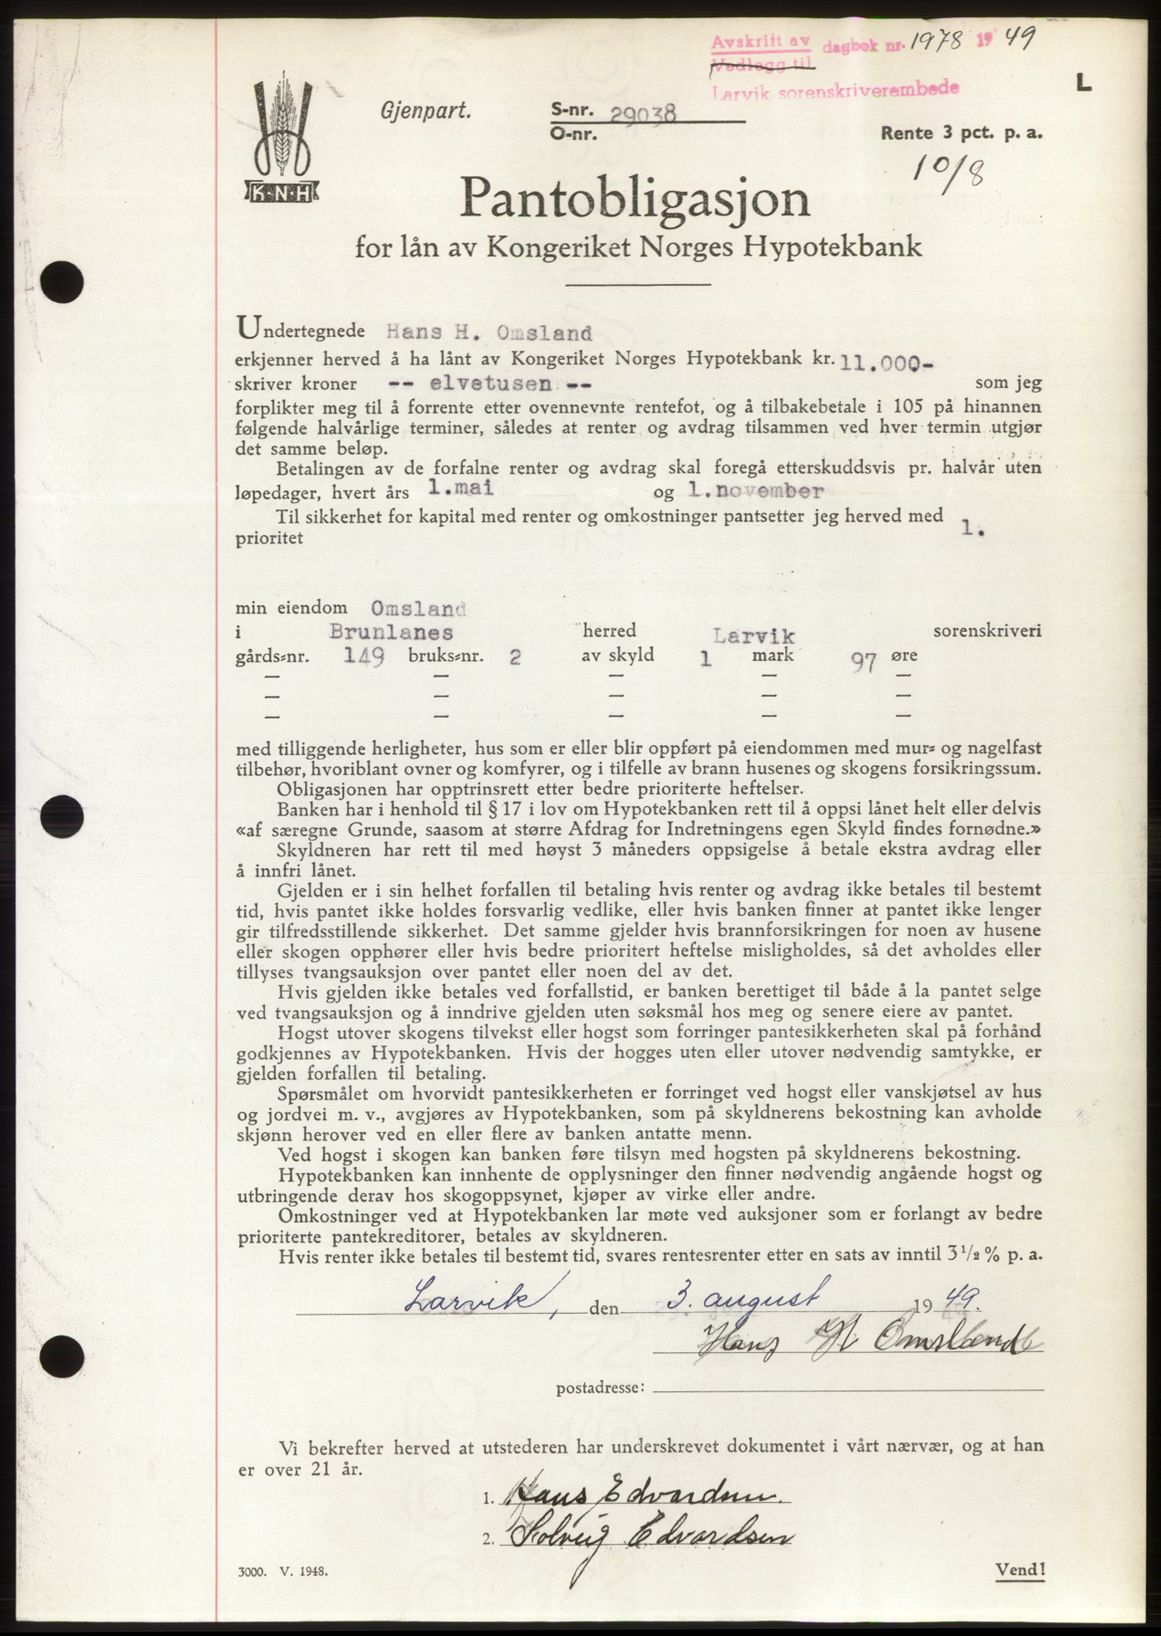 Avskrift av dagbok nr. 1978 19 49
Vedlegg til
Larvik sorenskriverembede
L
Gjenpart.
S-nr. 29038
O-nr.
Rente 3 pct. p. a.
10/8
K·N·H
Pantobligasjon
for lån av Kongeriket Norges Hypotekbank
Undertegnede Hans H. Omsland
erkjenner herved å ha lånt av Kongeriket Norges Hypotekbank kr. 11.000-
skriver kroner -- elvetusen -- som jeg
forplikter meg til å forrente etter ovennevnte rentefot, og å tilbakebetale i 105 på hinannen
følgende halvårlige terminer, således at renter og avdrag tilsammen ved hver termin utgjør
det samme beløp.
Betalingen av de forfalne renter og avdrag skal foregå etterskuddsvis pr. halvår uten
løpedager, hvert års 1.mai og 1.november
Til sikkerhet for kapital med renter og omkostninger pantsetter jeg herved med 1.
prioritet
min eiendom Omsland
i Brunlanes herred Larvik sorenskriveri
gårds-nr. 149 bruks-nr. 2 av skyld 1 mark 97 øre
— — — — —
— — — — —
— — — — —
med tilliggende herligheter, hus som er eller blir oppført på eiendommen med mur- og nagelfast
tilbehør, hvoriblant ovner og komfyrer, og i tilfelle av brann husenes og skogens forsikringssum.
Obligasjonen har opptrinsrett etter bedre prioriterte heftelser.
Banken har i henhold til § 17 i lov om Hypotekbanken rett til å oppsi lånet helt eller delvis
«af særegne Grunde, saasom at større Afdrag for Indretningens egen Skyld findes fornødne.»
Skyldneren har rett til med høyst 3 måneders oppsigelse å betale ekstra avdrag eller
å innfri lånet.
Gjelden er i sin helhet forfallen til betaling hvis renter og avdrag ikke betales til bestemt
tid, hvis pantet ikke holdes forsvarlig vedlike, eller hvis banken finner at pantet ikke lenger
gir tilfredsstillende sikkerhet. Det samme gjelder hvis brannforsikringen for noen av husene
eller skogen opphører eller hvis bedre prioritert heftelse misligholdes, så det avholdes eller
tillyses tvangsauksjon over pantet eller noen del av det.
Hvis gjelden ikke betales ved forfallstid, er banken berettiget til både å la pantet selge
ved tvangsauksjon og å inndrive gjelden uten søksmål hos meg og senere eiere av pantet.
Hogst utover skogens tilvekst eller hogst som forringer pantesikkerheten skal på forhånd
godkjennes av Hypotekbanken. Hvis der hogges uten eller utover nødvendig samtykke, er
gjelden forfallen til betaling.
Spørsmålet om hvorvidt pantesikkerheten er forringet ved hogst eller vanskjøtsel av hus
og jordvei m. v., avgjøres av Hypotekbanken, som på skyldnerens bekostning kan avholde
skjønn herover ved en eller flere av banken antatte menn.
Ved hogst i skogen kan banken føre tilsyn med hogsten på skyldnerens bekostning.
Hypotekbanken kan innhente de opplysninger den finner nødvendig angående hogst og
utbringende derav hos skogoppsynet, kjøper av virke eller andre.
Omkostninger ved at Hypotekbanken lar møte ved auksjoner som er forlangt av bedre
prioriterte pantekreditorer, betales av skyldneren.
Hvis renter ikke betales til bestemt tid, svares rentesrenter etter en sats av inntil 3 1/2 % p. a.
Larvik, den 3. august 19 49.
Hans H Omsland
postadresse:
Vi bekrefter herved at utstederen har underskrevet dokumentet i vårt nærvær, og at han
er over 21 år.
1. Hans Edvardsen.
2. Solveig Edvardsen
3000. V. 1948.
Vend!